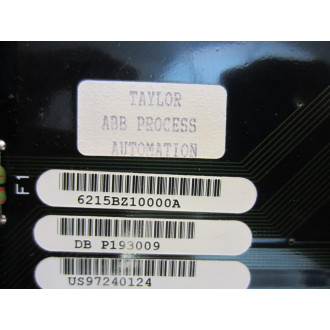 TAYLOR
ABB PROCESS
AUTOMATION
F1
6215BZ10000A
DB P193009
US97240124